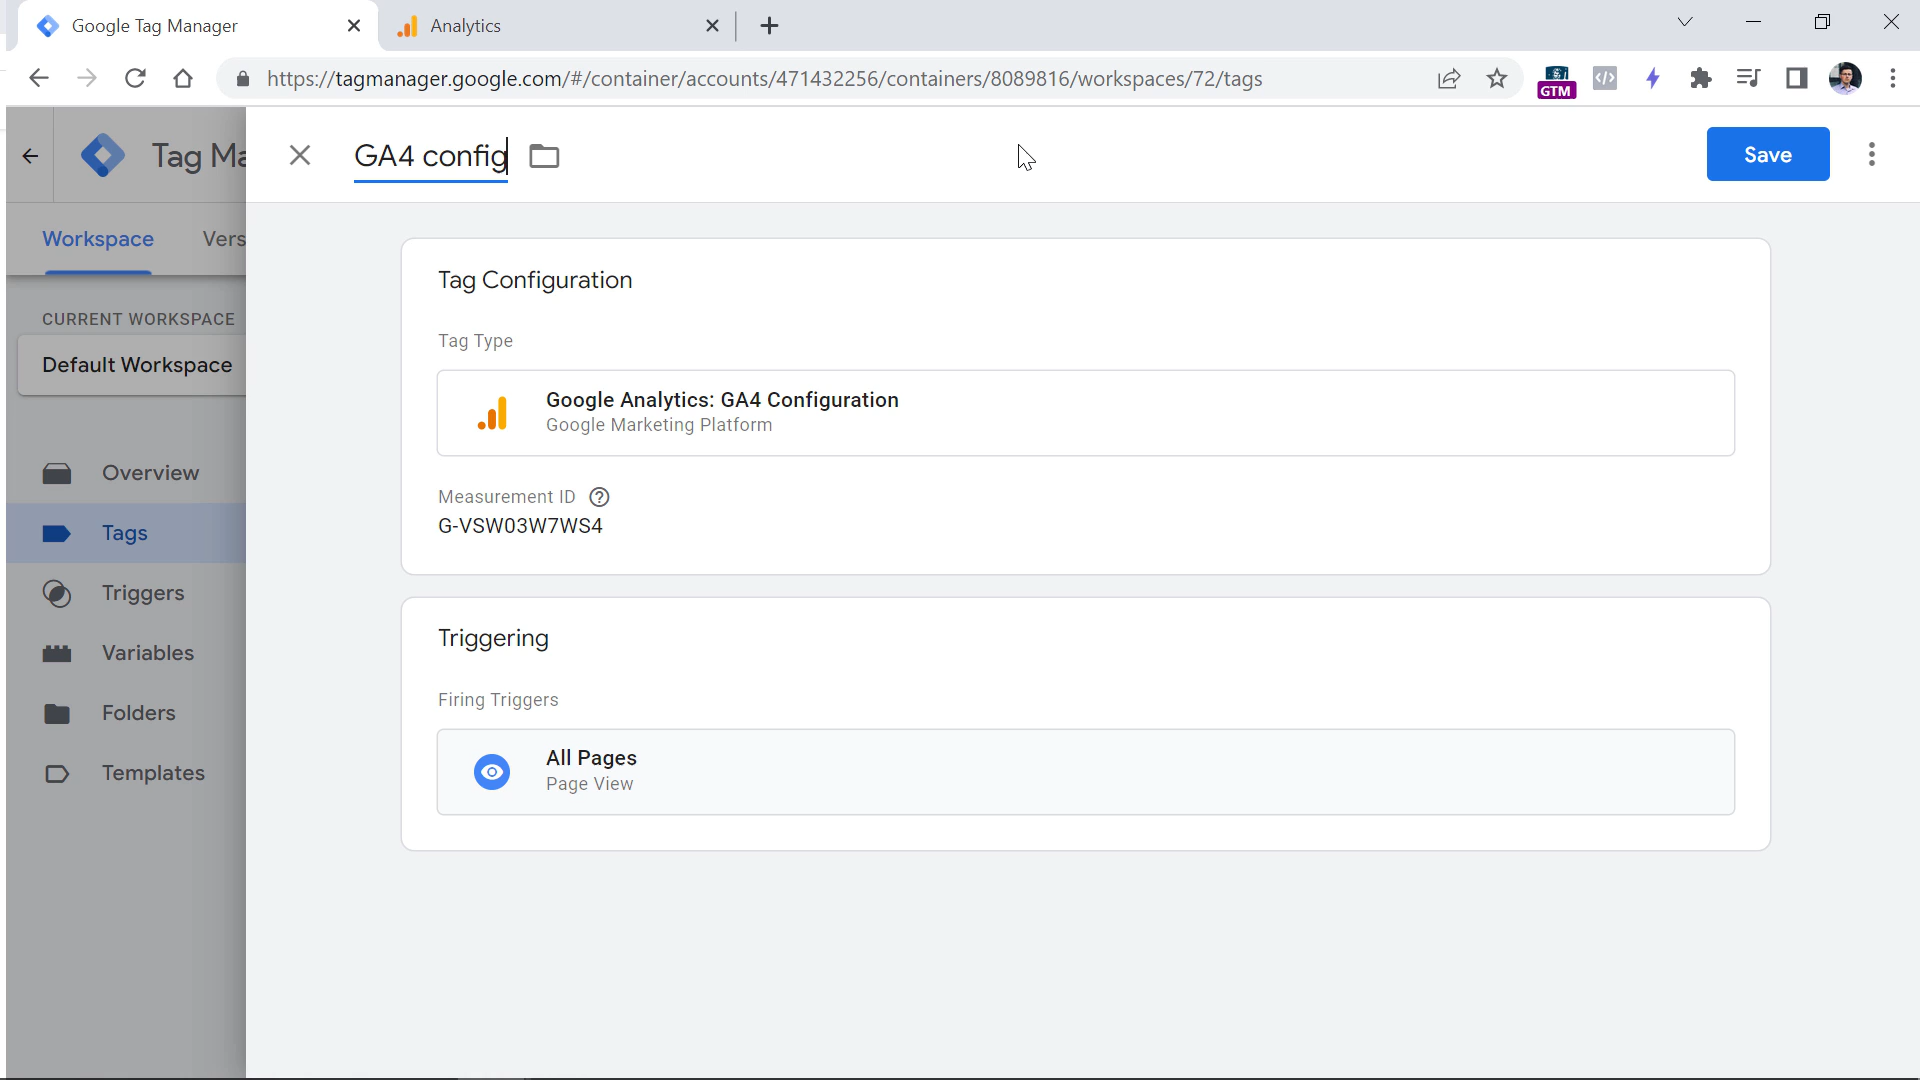 Google Tag Manager
Analytics
https://tagmanager.google.com/#/container/accounts/471432256/containers/8089816/workspaces/72/tags
GTM
Tag Ma
GA4 config
Save
Workspace
Vers
CURRENT WORKSPACE
Default Workspace
Overview
Tags
Triggers
Variables
Folders
Templates
Tag Configuration
Tag Type
Google Analytics: GA4 Configuration
Google Marketing Platform
Measurement ID
G-VSW03W7WS4
Triggering
Firing Triggers
All Pages
Page View